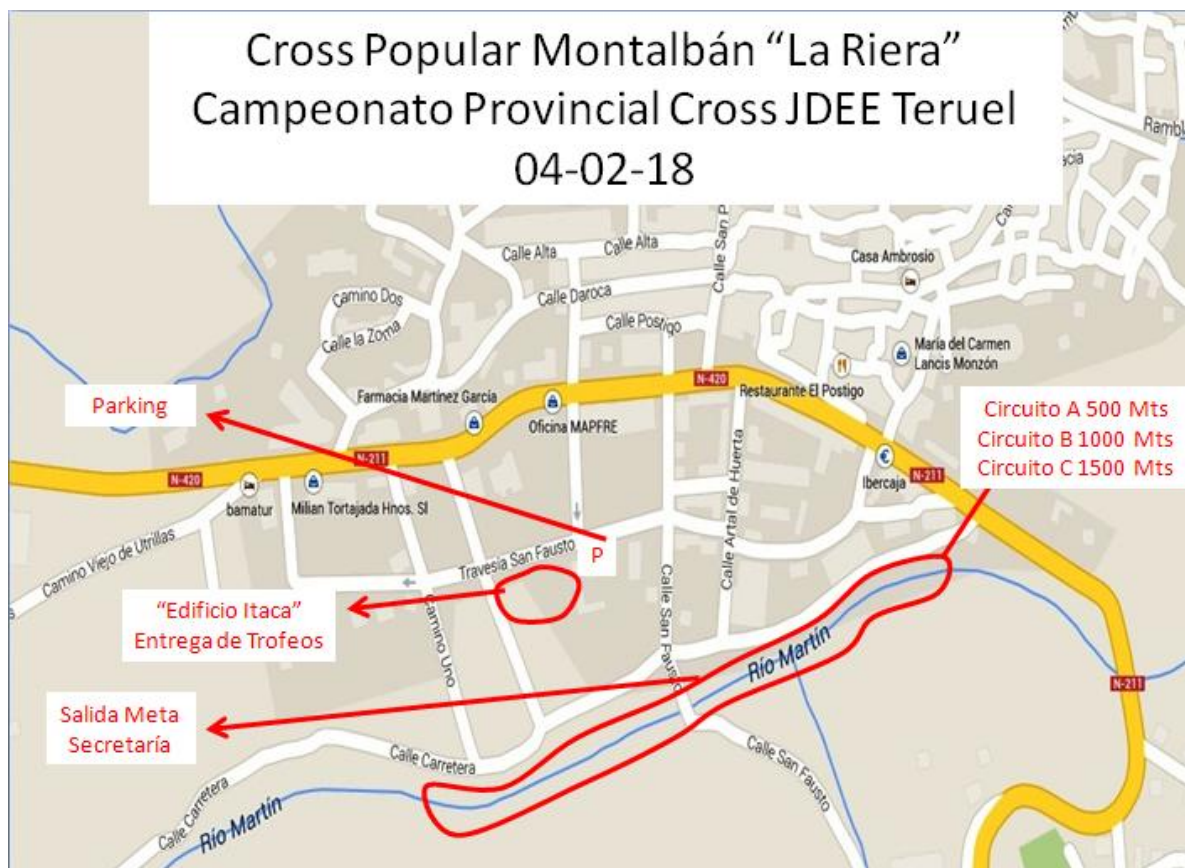 Cross Popular Montalbán “La Riera”
Campeonato Provincial Cross JDEE Teruel
04-02-18
Calle Alta
Calle Alta
Calle San P
Rambl
Casa Ambrosio
Camino Dos
Calle Daroca
Calle la Zoma
Calle Postigo
María del Carmen
Lancis Monzón
Parking
Farmacia Martínez García
N-420
Restaurante El Postigo
Oficina MAPFRE
Circuito A 500 Mts
Circuito B 1000 Mts
Circuito C 1500 Mts
N-211
N-420
N-211
Ibercaja
bamatur
Milian Tortajada Hnos. Sl
Calle Artal de Huerta
Camino Viejo de Utrillas
Travesía San Fausto
P
“Edificio Itaca”
Entrega de Trofeos
Camino Uno
Calle San Fausto
Río Martín
N-211
Salida Meta
Secretaría
Calle Carretera
Calle San Fausto
Calle Carretera
Río Martín